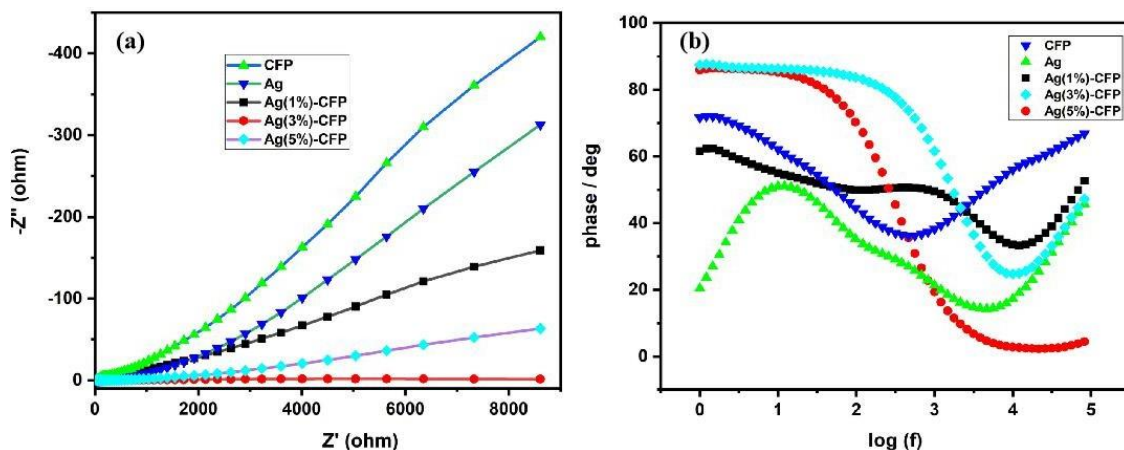 (a)
CFP
Ag
Ag(1%)-CFP
Ag(3%)-CFP
Ag(5%)-CFP
-400
-300
-200
-100
0
-Z'' (ohm)
0 2000 4000 6000 8000
Z' (ohm)
(b)
CFP
Ag
Ag(1%)-CFP
Ag(3%)-CFP
Ag(5%)-CFP
100
80
60
40
20
0
phase / deg
0 1 2 3 4 5
log (f)